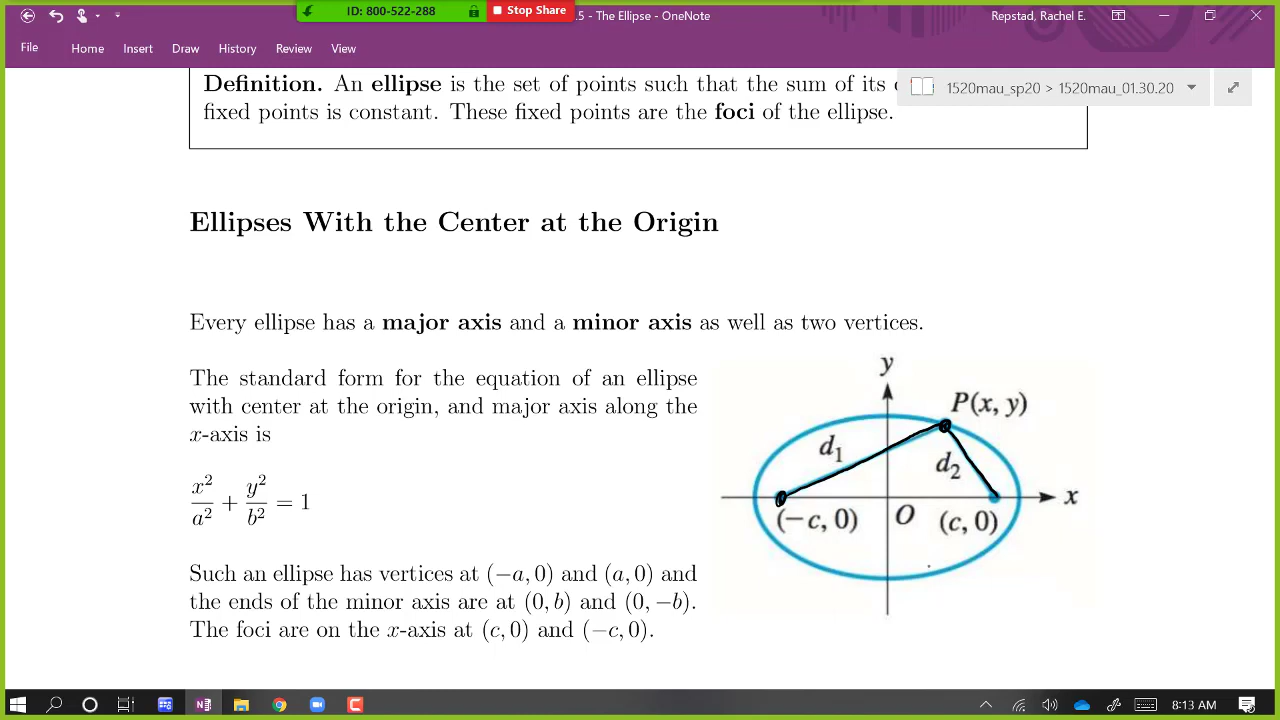 ID: 800-522-288
Stop Share
.5 - The Ellipse - OneNote
Repstad, Rachel E.
File
Home
Insert
Draw
History
Review
View
1520mau_sp20 > 1520mau_01.30.20
Definition. An ellipse is the set of points such that the sum of its
fixed points is constant. These fixed points are the foci of the ellipse.
Ellipses With the Center at the Origin
Every ellipse has a major axis and a minor axis as well as two vertices.
The standard form for the equation of an ellipse
with center at the origin, and major axis along the
x-axis is
x²/a² + y²/b² = 1
Such an ellipse has vertices at (−a, 0) and (a, 0) and
the ends of the minor axis are at (0, b) and (0, −b).
The foci are on the x-axis at (c, 0) and (−c, 0).
y
P(x, y)
d₁
d₂
x
(−c, 0)
O
(c, 0)
8:13 AM